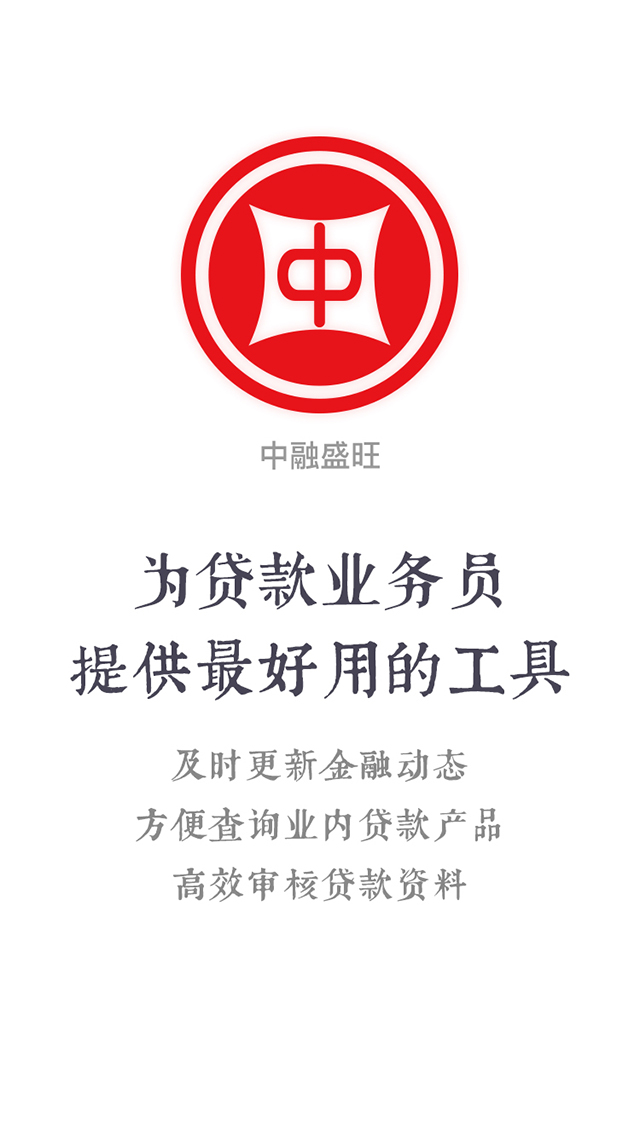 中
中融盛旺
为贷款业务员
提供最好用的工具
及时更新金融动态
方便查询业内贷款产品
高效审核贷款资料